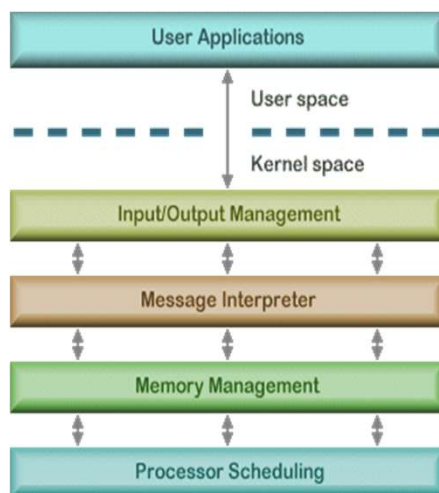 User Applications
User space
Kernel space
Input/Output Management
Message Interpreter
Memory Management
Processor Scheduling